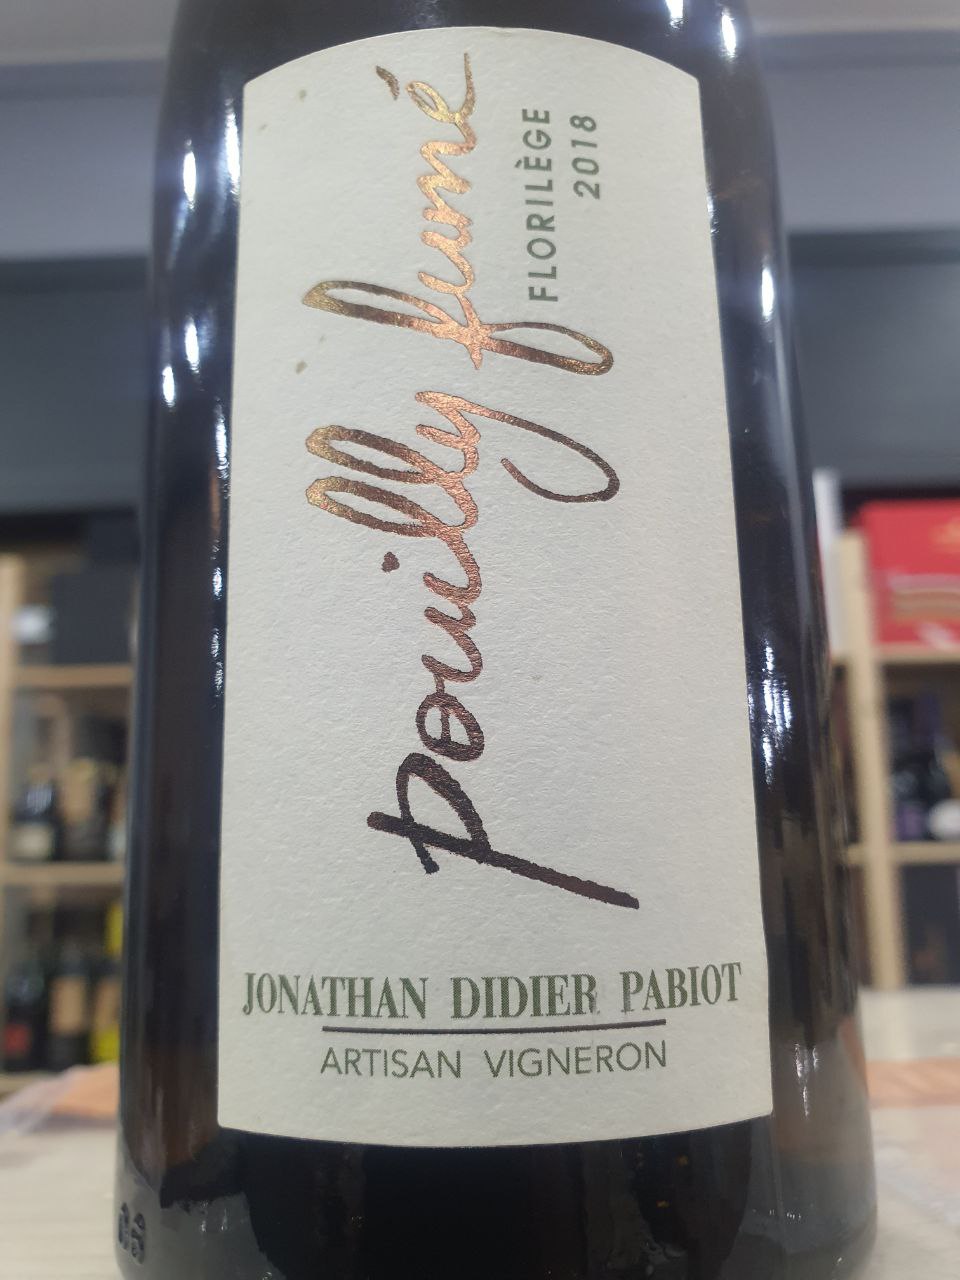 Pouilly fumé
FLORILÈGE
2018
JONATHAN DIDIER PABIOT
ARTISAN VIGNERON